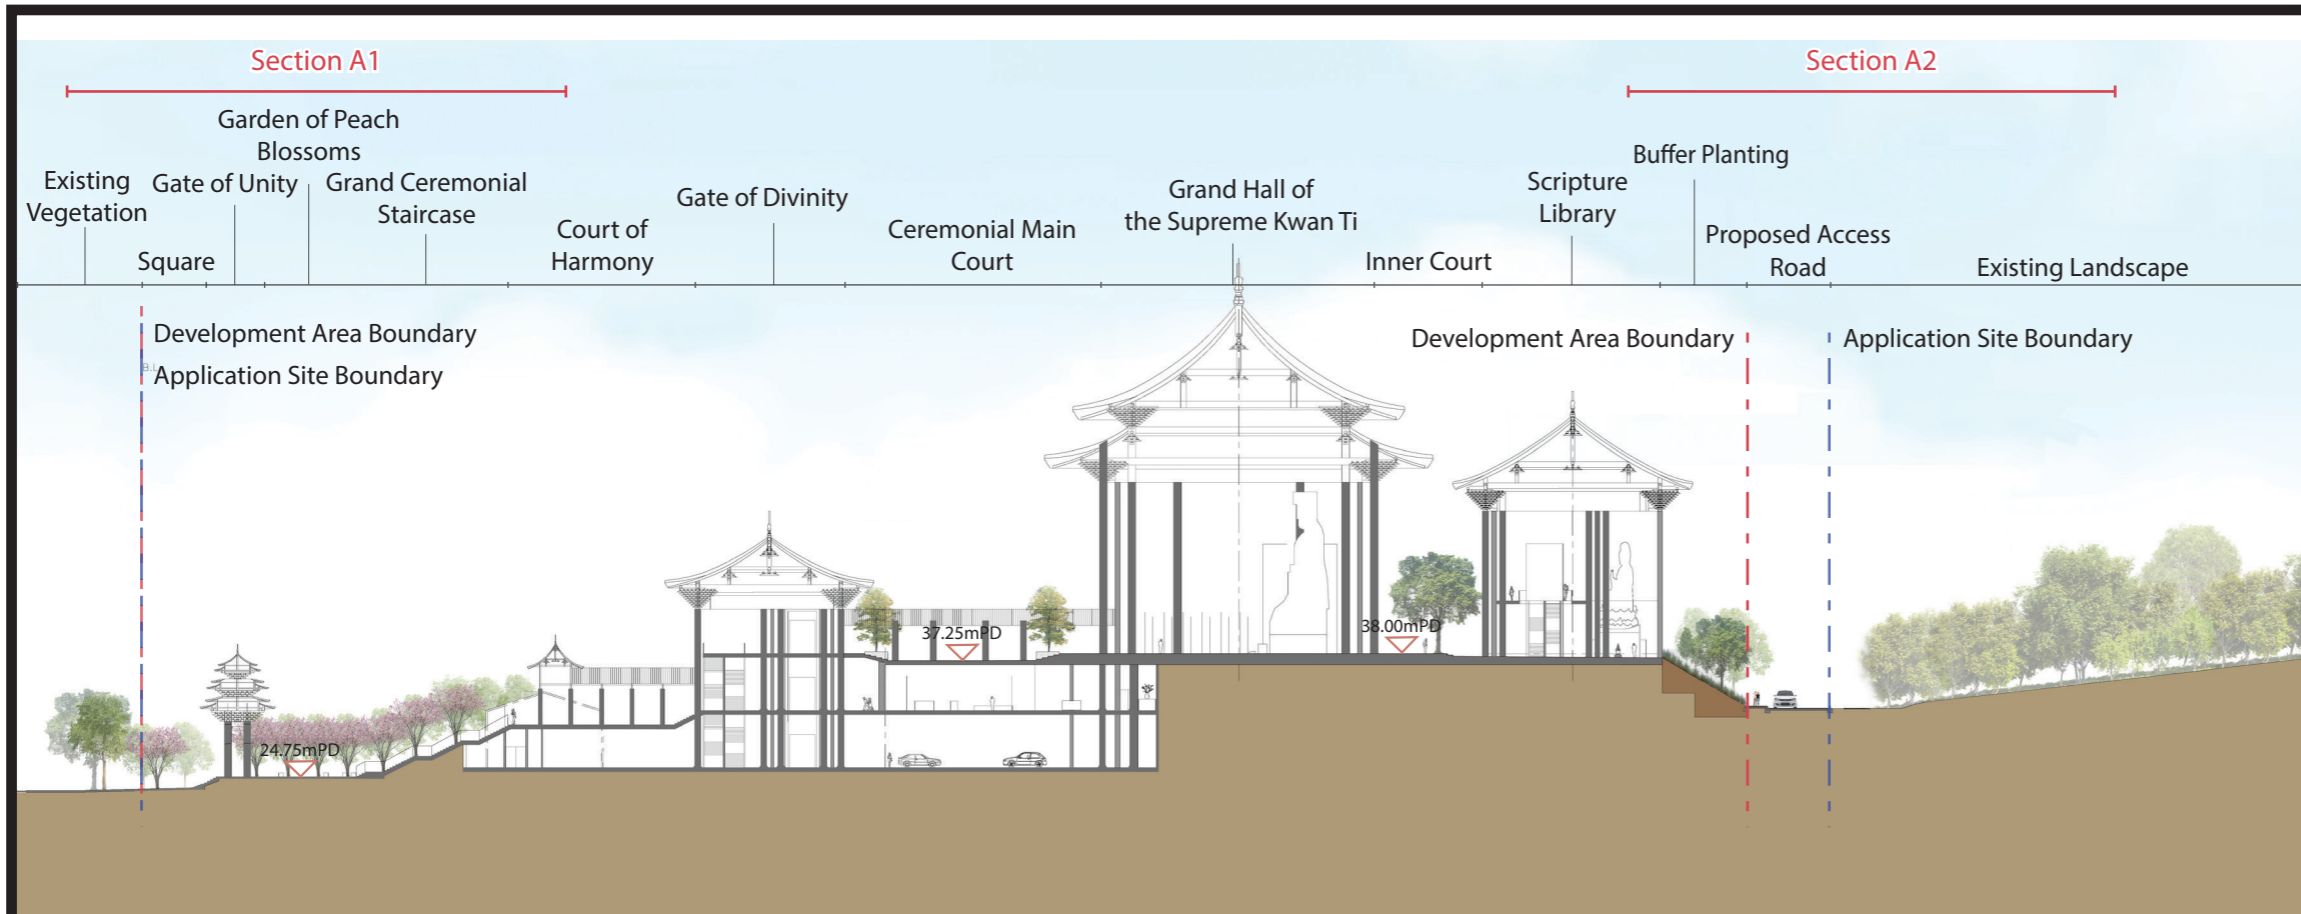 Section A1
Section A2
Garden of Peach
Blossoms
Existing
Vegetation
Gate of Unity
Grand Ceremonial
Staircase
Square
Court of
Harmony
Gate of Divinity
Ceremonial Main
Court
Grand Hall of
the Supreme Kwan Ti
Inner Court
Scripture
Library
Buffer Planting
Proposed Access
Road
Existing Landscape
Development Area Boundary
B.L
Application Site Boundary
Development Area Boundary
Application Site Boundary
24.75mPD
37.25mPD
38.00mPD